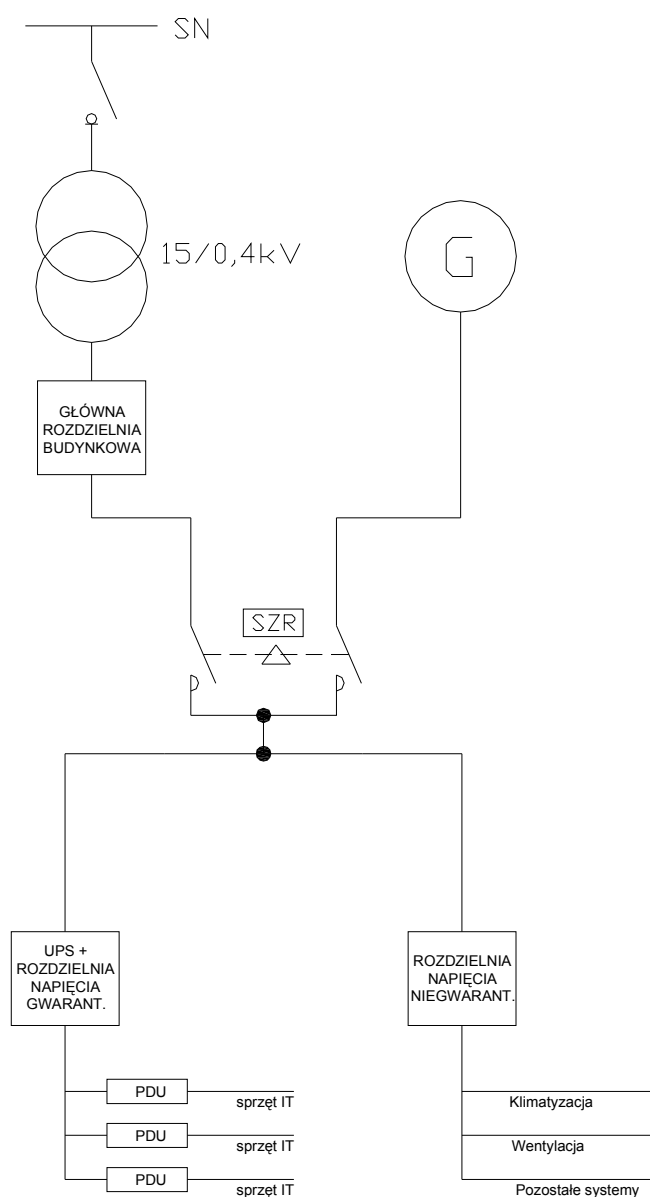 SN
15/0,4kV
G
GŁÓWNA
ROZDZIELNIA
BUDYNKOWA
SZR
UPS +
ROZDZIELNIA
NAPIĘCIA
GWARANT.
ROZDZIELNIA
NAPIĘCIA
NIEGWARANT.
PDU
sprzęt IT
PDU
sprzęt IT
PDU
sprzęt IT
Klimatyzacja
Wentylacja
Pozostałe systemy